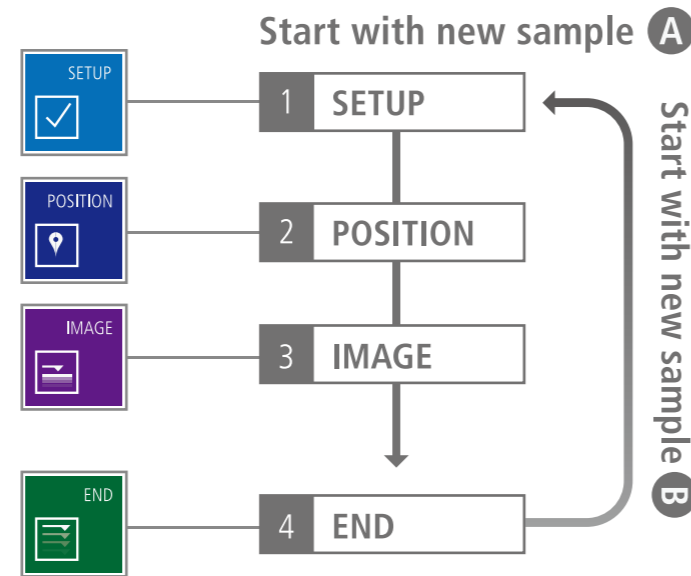 Start with new sample A
SETUP
1 SETUP
POSITION
2 POSITION
IMAGE
3 IMAGE
END
4 END
Start with new sample B